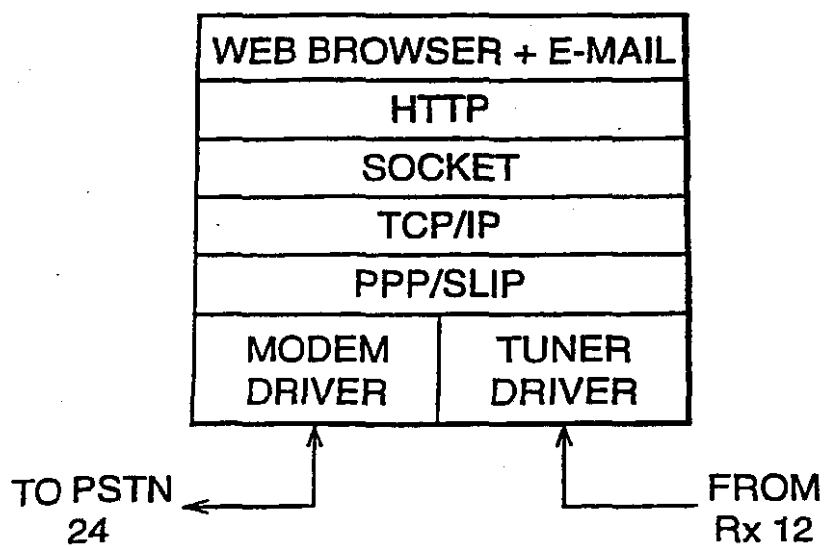 WEB BROWSER + E-MAIL
HTTP
SOCKET
TCP/IP
PPP/SLIP
MODEM
DRIVER
TUNER
DRIVER
TO PSTN
24
FROM
Rx 12